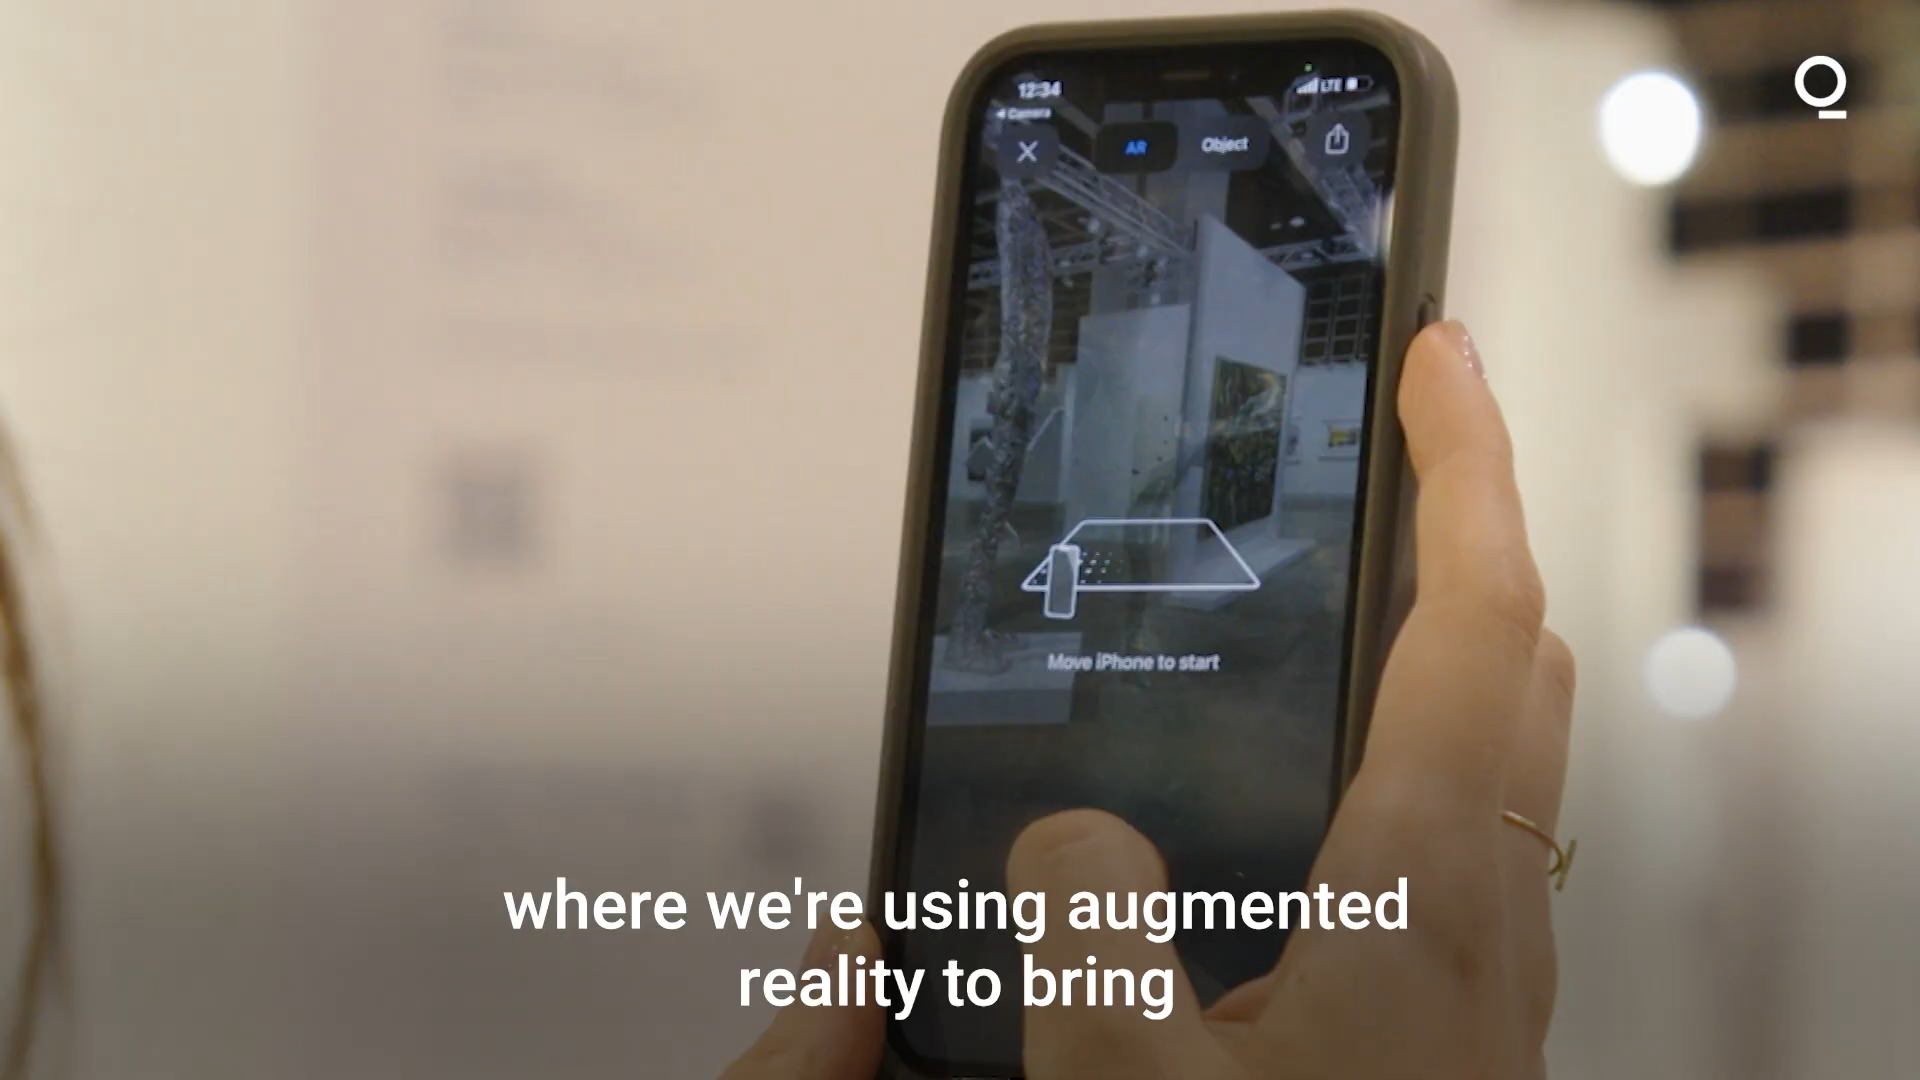 12:34
LTE
◀ Camera
AR
Object
Move iPhone to start
where we're using augmented
reality to bring